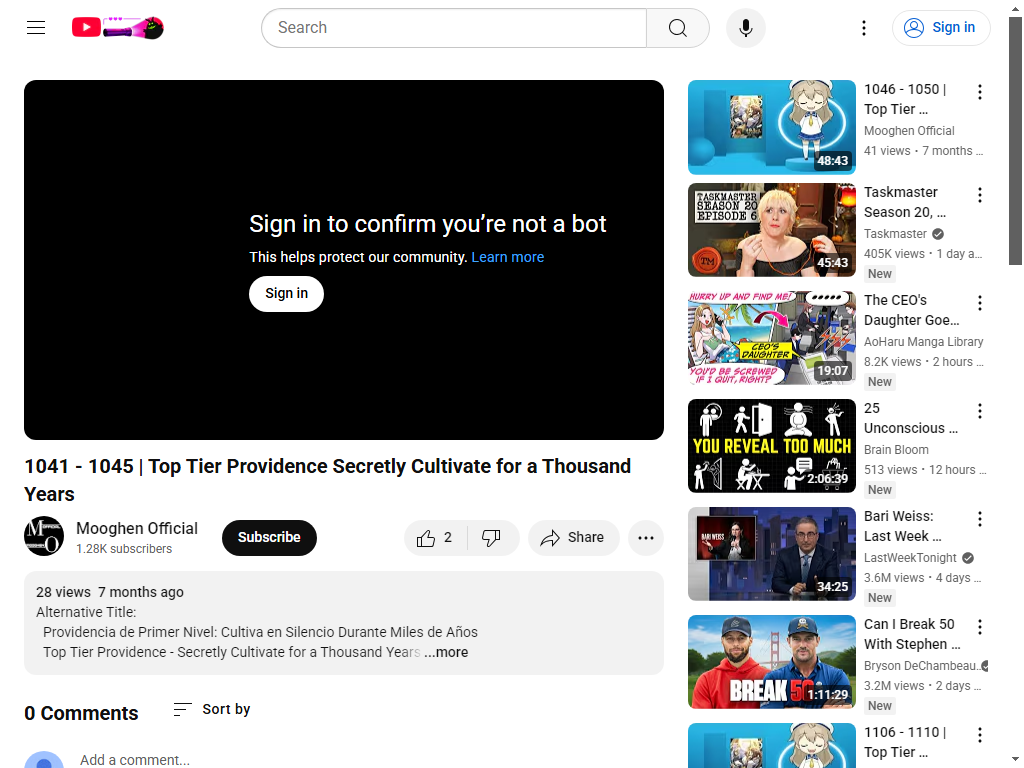 Search
Sign in
Sign in to confirm you’re not a bot
This helps protect our community. Learn more
Sign in
1041 - 1045 | Top Tier Providence Secretly Cultivate for a Thousand
Years
Mooghen Official
1.28K subscribers
Subscribe
2
Share
28 views 7 months ago
Alternative Title:
Providencia de Primer Nivel: Cultiva en Silencio Durante Miles de Años
Top Tier Providence - Secretly Cultivate for a Thousand Years ...more
0 Comments
Sort by
Add a comment...
48:43
1046 - 1050 |
Top Tier ...
Mooghen Official
41 views • 7 months ...
TASKMASTER
SEASON 20
EPISODE 6
TM
45:43
Taskmaster
Season 20, ...
Taskmaster
405K views • 1 day a...
New
HURRY UP AND FIND ME!
CEO'S
DAUGHTER
YOU'D BE SCREWED
IF I QUIT, RIGHT?
19:07
The CEO's
Daughter Goe...
AoHaru Manga Library
8.2K views • 2 hours ...
New
YOU REVEAL TOO MUCH
2:06:39
25
Unconscious ...
Brain Bloom
513 views • 12 hours ...
New
BARI WEISS
34:25
Bari Weiss:
Last Week ...
LastWeekTonight
3.6M views • 4 days ...
New
BREAK 50
1:11:29
Can I Break 50
With Stephen ...
Bryson DeChambeau...
3.2M views • 2 days ...
New
1106 - 1110 |
Top Tier ...